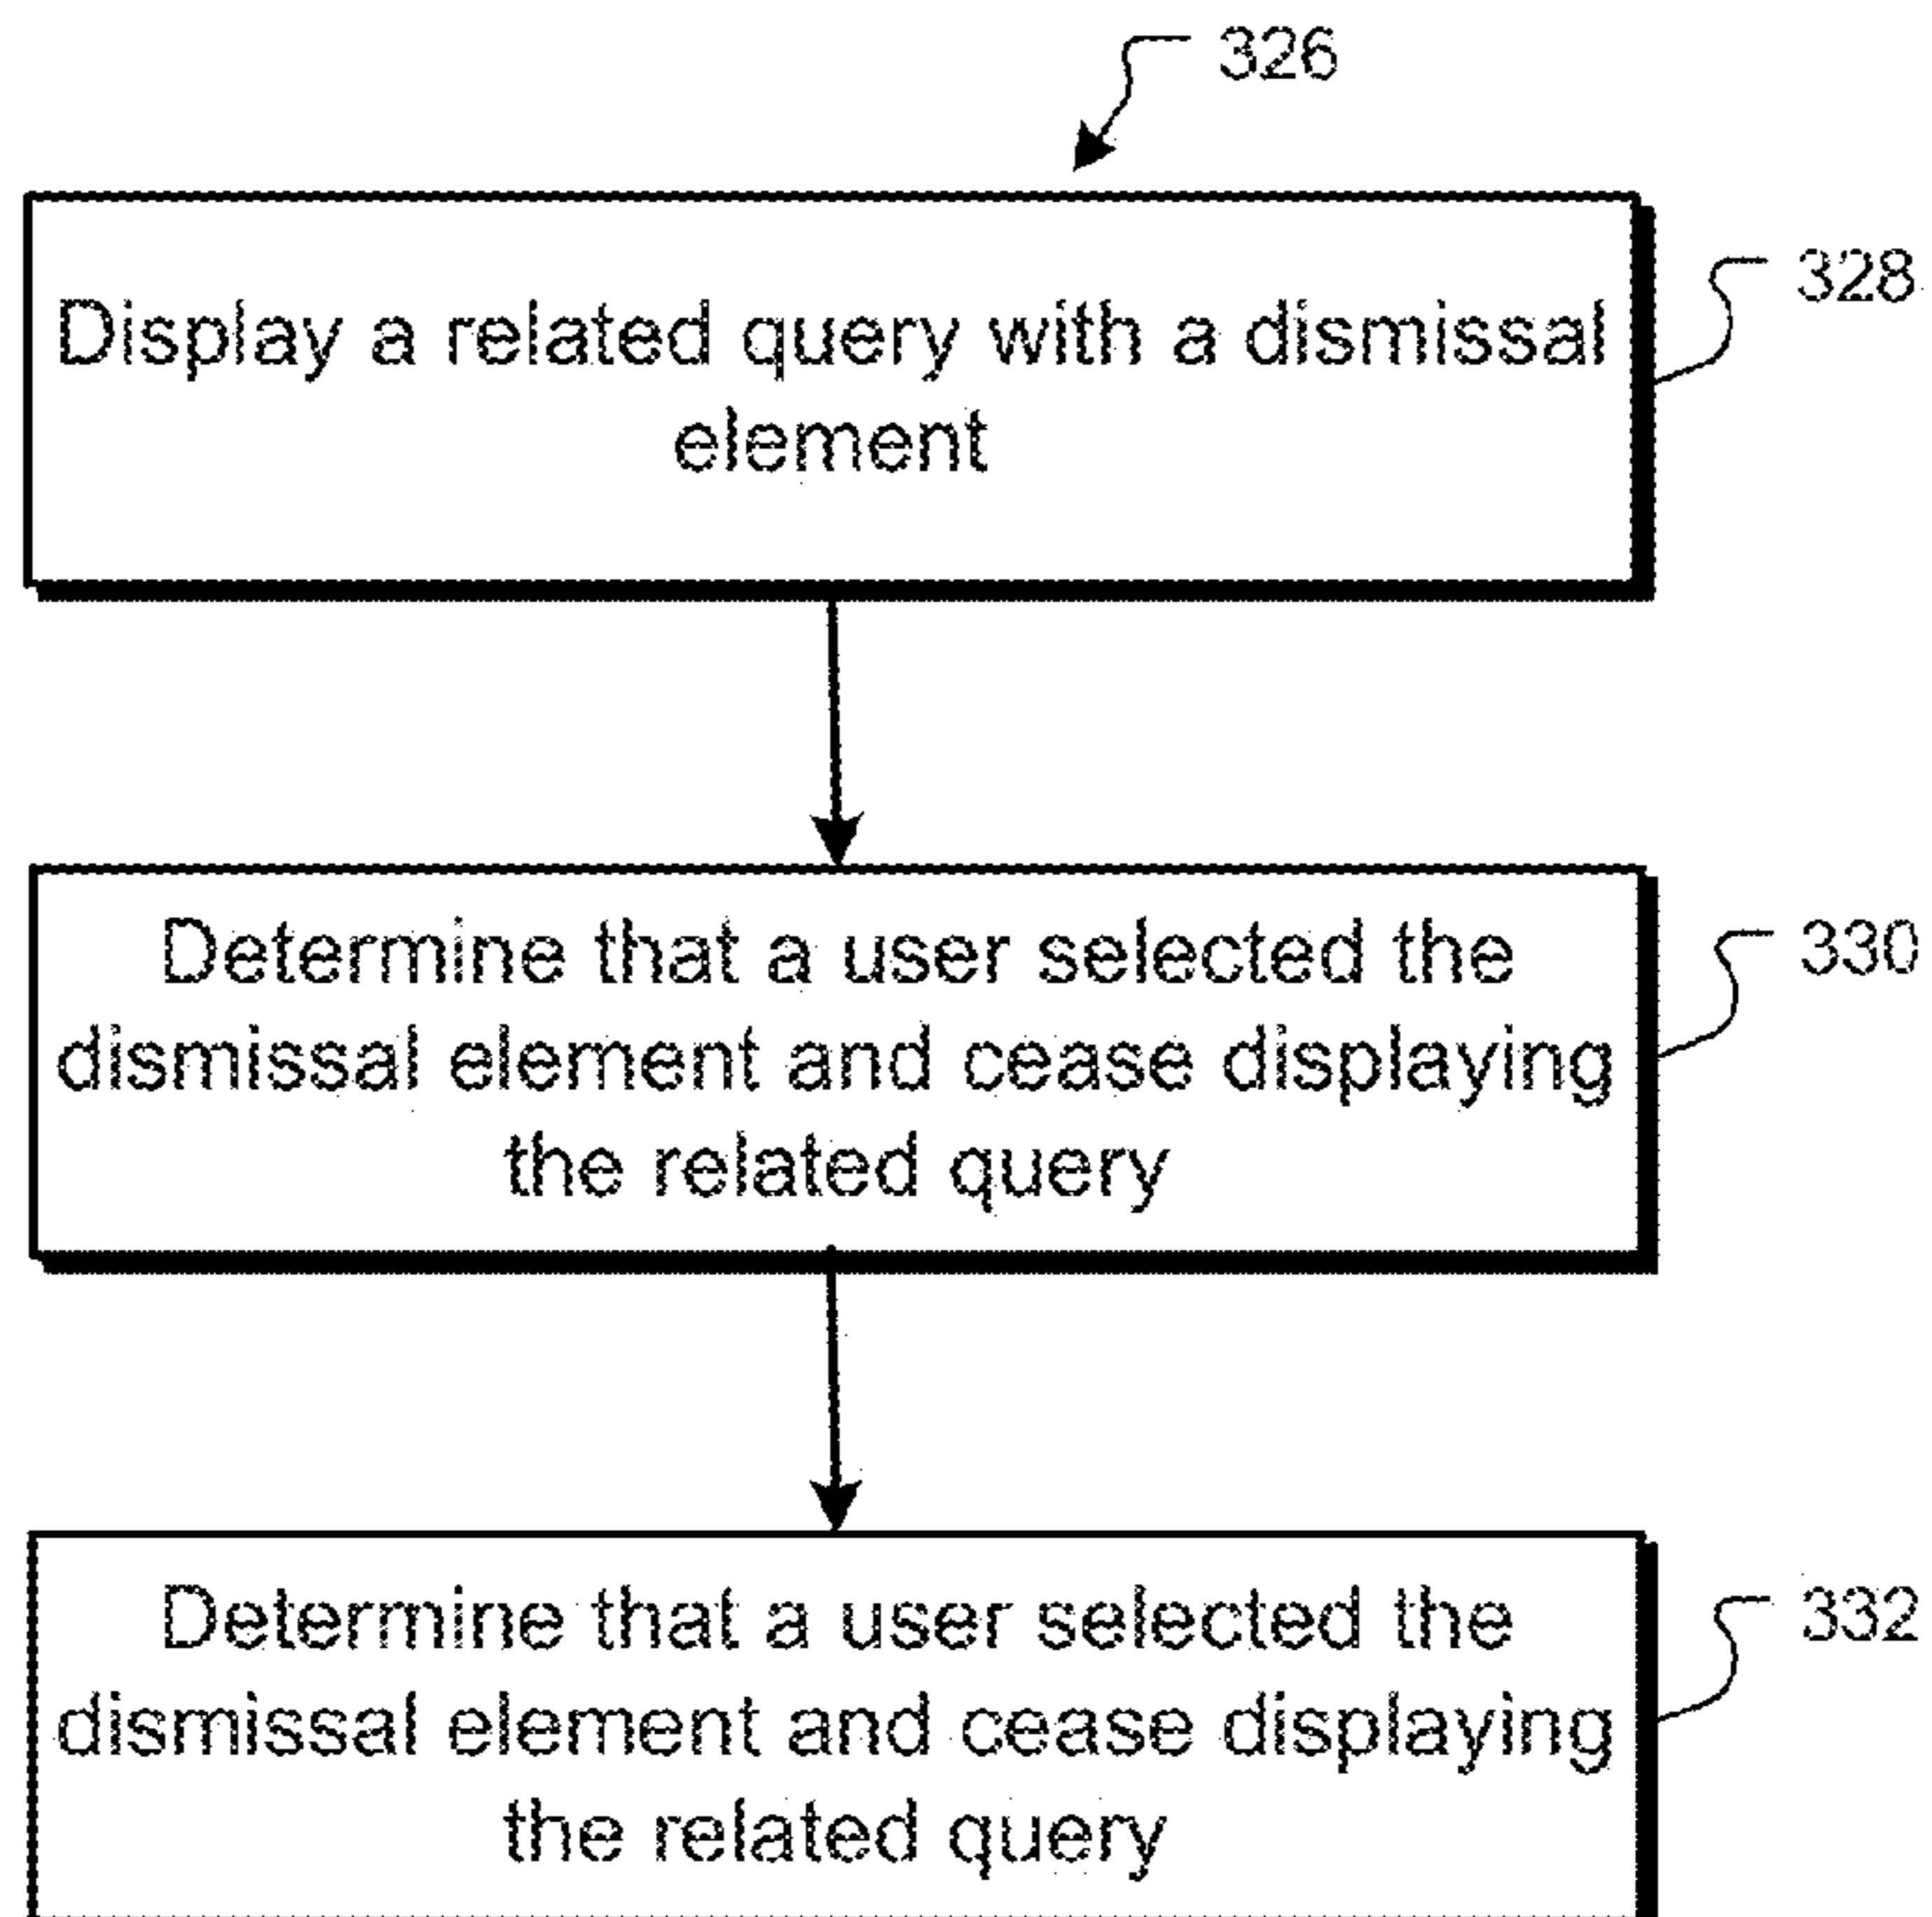 326
328
Display a related query with a dismissal
element
330
Determine that a user selected the
dismissal element and cease displaying
the related query
332
Determine that a user selected the
dismissal element and cease displaying
the related query